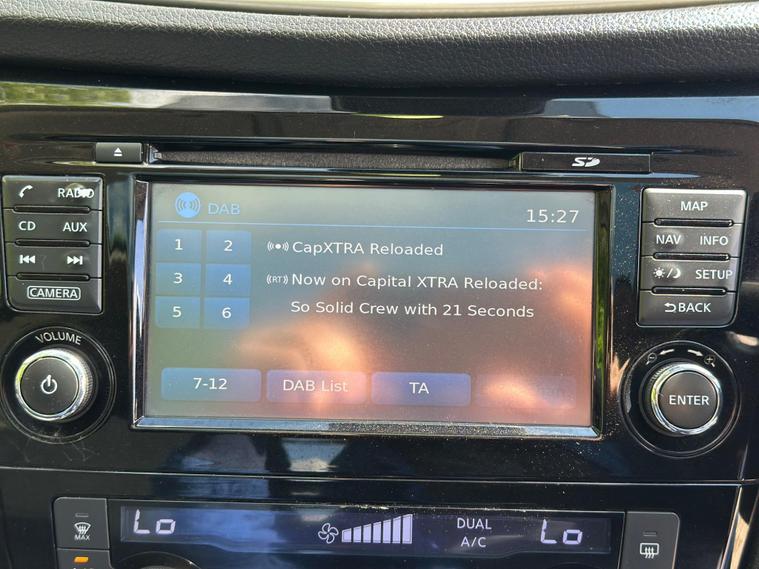 SD
RADIO
CD AUX
CAMERA
VOLUME
DAB
15:27
1 2
3 4
5 6
CapXTRA Reloaded
(RT) Now on Capital XTRA Reloaded:
So Solid Crew with 21 Seconds
7-12 DAB List TA
MAP
NAV INFO
SETUP
BACK
ENTER
MAX
Lo
DUAL
A/C
Lo